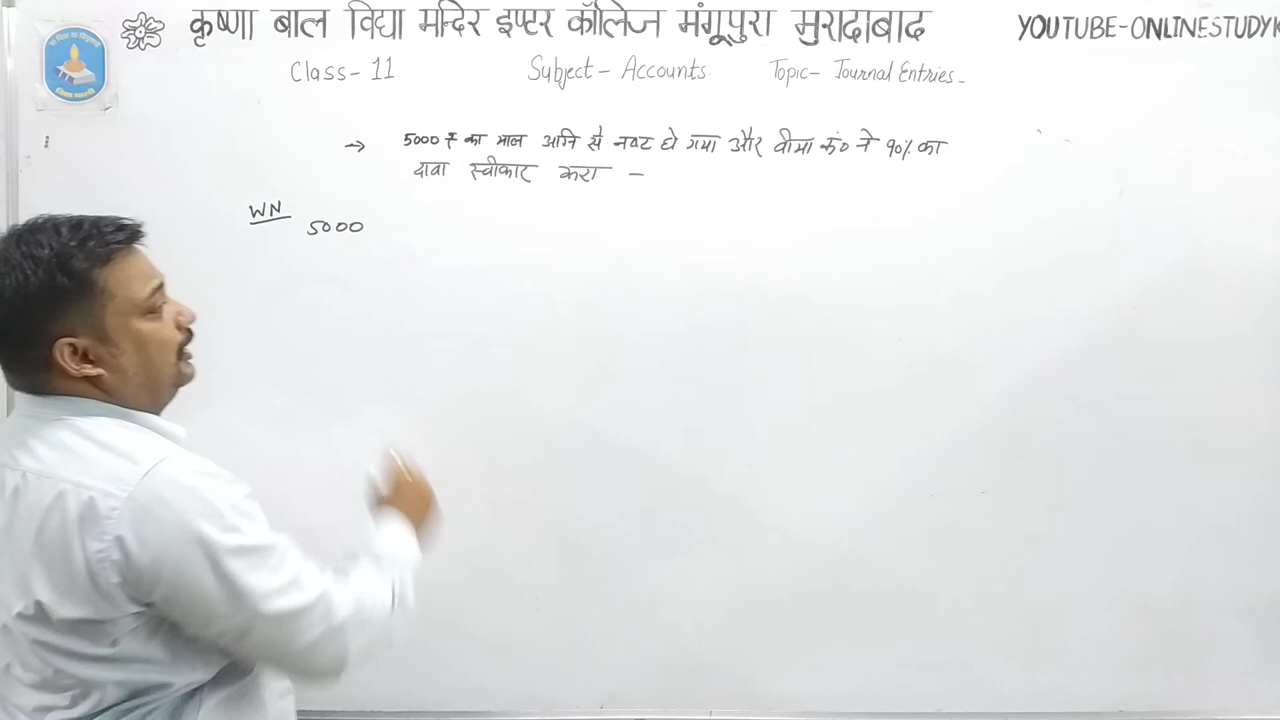 कृष्णा बाल विद्या मन्दिर इण्टर कॉलिज मंगूपुरा मुरादाबाद
YOUTUBE-ONLINESTUDYK
Class-11 Subject-Accounts Topic-Journal Entries-
→ 5000 ₹ का माल अग्नि से नष्ट हो गया और बीमा कं० ने 90% का
दावा स्वीकार करा -
WN
5000